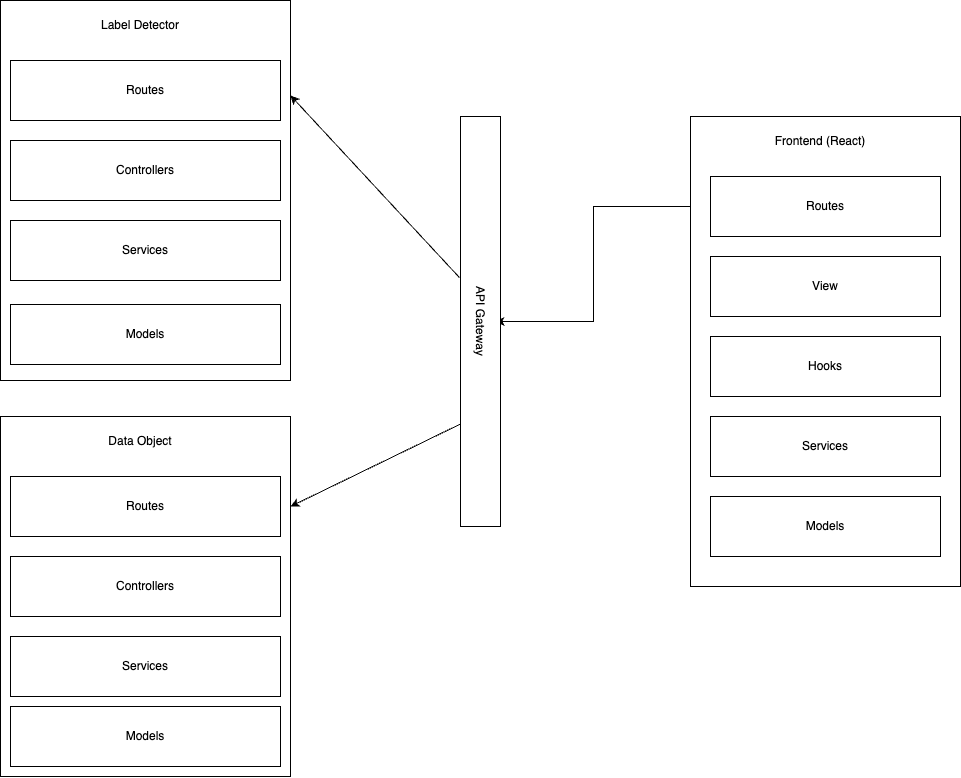 Label Detector
Routes
Controllers
Services
Models
Data Object
Routes
Controllers
Services
Models
API Gateway
Frontend (React)
Routes
View
Hooks
Services
Models